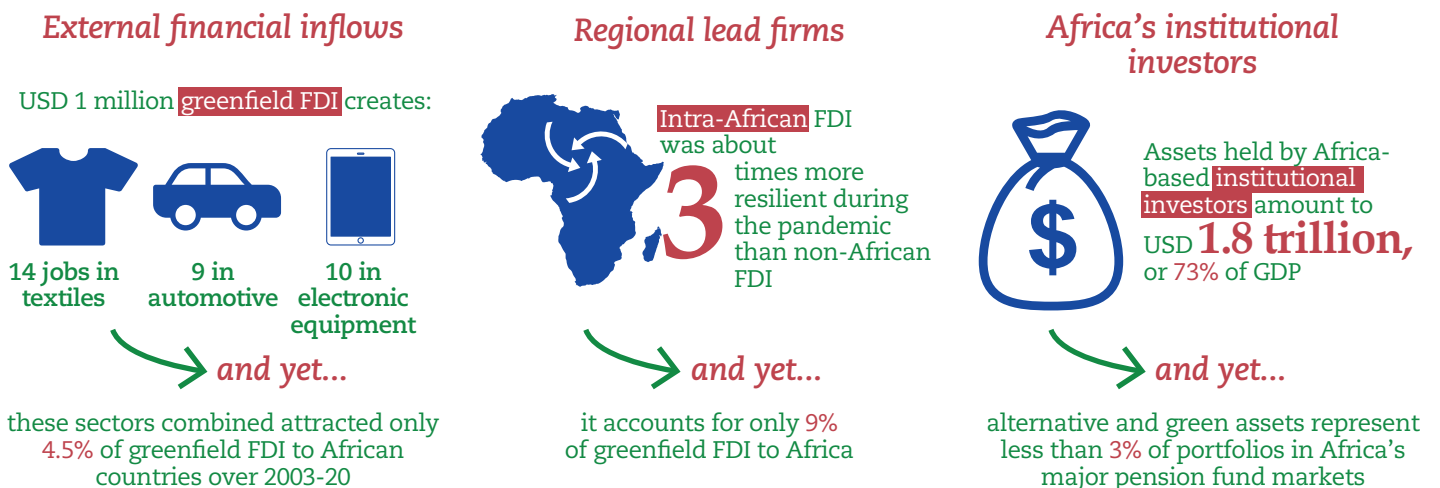 External financial inflows
USD 1 million greenfield FDI creates:
14 jobs in
textiles
9 in
automotive
10 in
electronic
equipment
and yet...
these sectors combined attracted only
4.5% of greenfield FDI to African
countries over 2003-20
Regional lead firms
Intra-African FDI
was about
3 times more
resilient during
the pandemic
than non-African
FDI
and yet...
it accounts for only 9%
of greenfield FDI to Africa
Africa’s institutional
investors
$
Assets held by Africa-
based institutional
investors amount to
USD 1.8 trillion,
or 73% of GDP
and yet...
alternative and green assets represent
less than 3% of portfolios in Africa’s
major pension fund markets